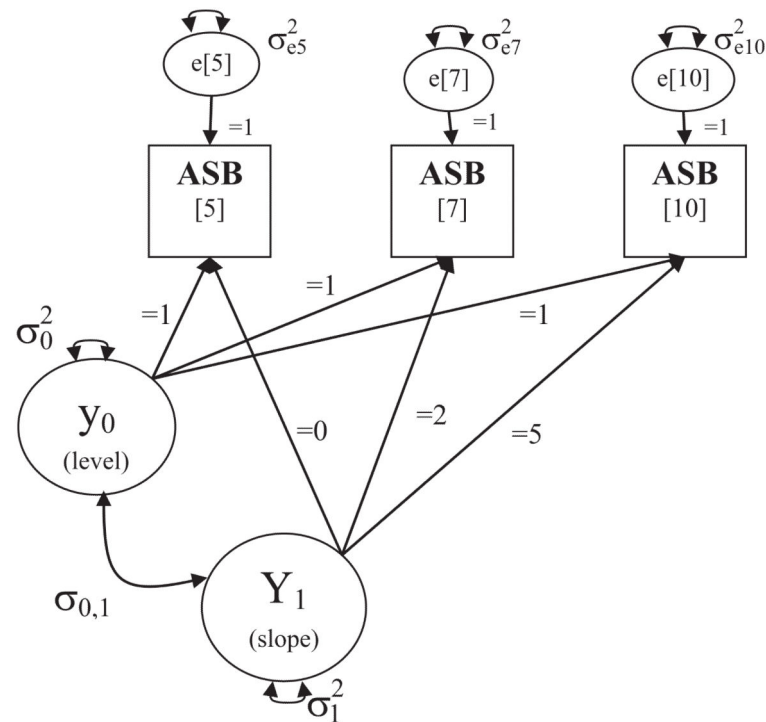 e[5]
σ²e5
e[7]
σ²e7
e[10]
σ²e10
=1
=1
=1
ASB
[5]
ASB
[7]
ASB
[10]
=1
=1
=1
σ²0
y0
(level)
=0
=2
=5
σ0,1
Y1
(slope)
σ²1